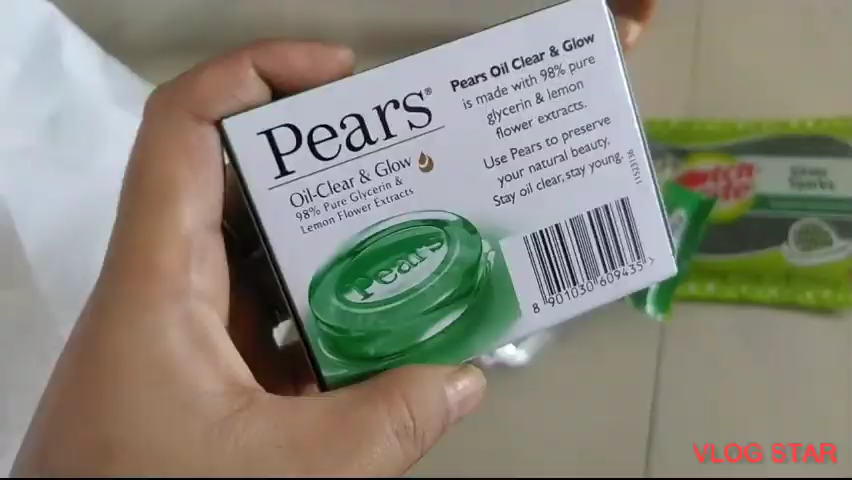 Pears®
Oil-Clear & Glow
98% Pure Glycerin &
Lemon Flower Extracts
Pears
Pears Oil Clear & Glow
is made with 98% pure
glycerin & lemon
flower extracts.
Use Pears to preserve
your natural beauty.
Stay oil clear, stay young.
8 901030 609435 >
VLOG STAR